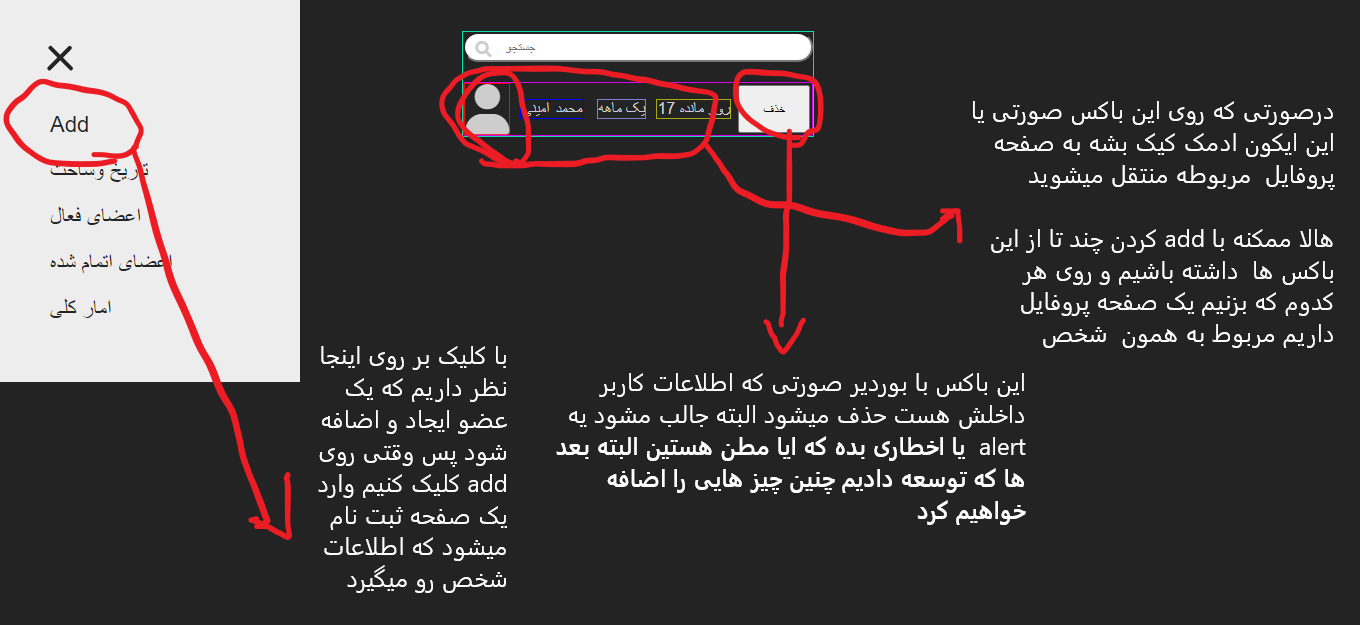 Add
تاریخ وساخت
اعضای فعال
اعضای اتمام شده
امار کلی
جستجو
محمد امینی
یک ماهه
17 روز مانده
حذف
درصورتی که روی این باکس صورتی یا
این ایکون ادمک کیک بشه به صفحه
پروفایل مربوطه منتقل میشوید
هالا ممکنه با add کردن چند تا از این
باکس ها داشته باشیم و روی هر
کدوم که بزنیم یک صفحه پروفایل
داریم مربوط به همون شخص
با کلیک بر روی اینجا
نظر داریم که یک
عضو ایجاد و اضافه
شود پس وقتی روی
add کلیک کنیم وارد
یک صفحه ثبت نام
میشود که اطلاعات
شخص رو میگیرد
این باکس با بوردیر صورتی که اطلاعات کاربر
داخلش هست حذف میشود البته جالب مشود یه
alert یا اخطاری بده که ایا مطن هستین البته بعد
ها که توسعه دادیم چنین چیز هایی را اضافه
خواهیم کرد